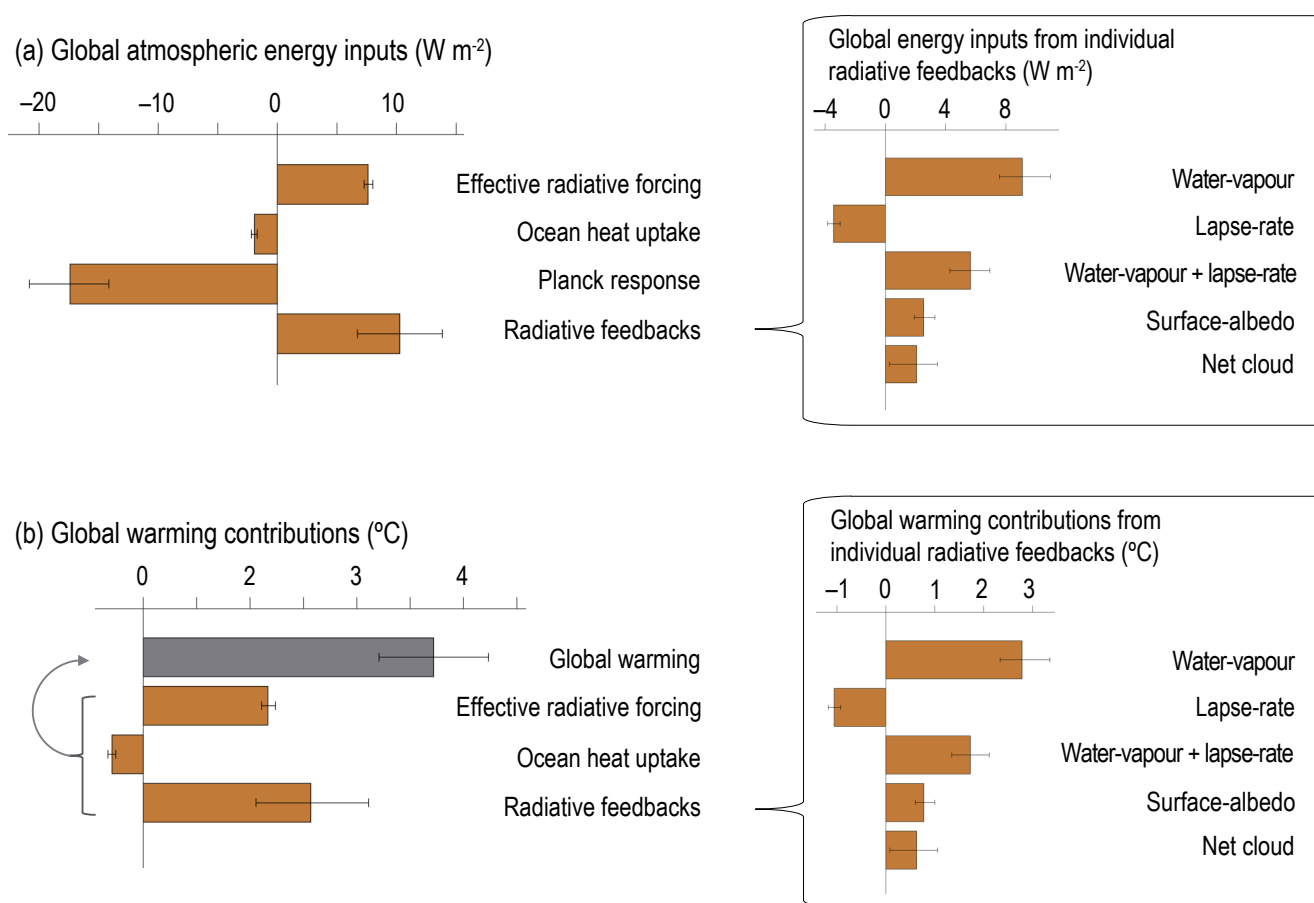 (a) Global atmospheric energy inputs (W m-2)
–20 –10 0 10
Effective radiative forcing
Ocean heat uptake
Planck response
Radiative feedbacks
Global energy inputs from individual
radiative feedbacks (W m-2)
–4 0 4 8
Water-vapour
Lapse-rate
Water-vapour + lapse-rate
Surface-albedo
Net cloud
(b) Global warming contributions (ºC)
0 2 3 4
Global warming
Effective radiative forcing
Ocean heat uptake
Radiative feedbacks
Global warming contributions from
individual radiative feedbacks (ºC)
–1 0 1 2 3
Water-vapour
Lapse-rate
Water-vapour + lapse-rate
Surface-albedo
Net cloud